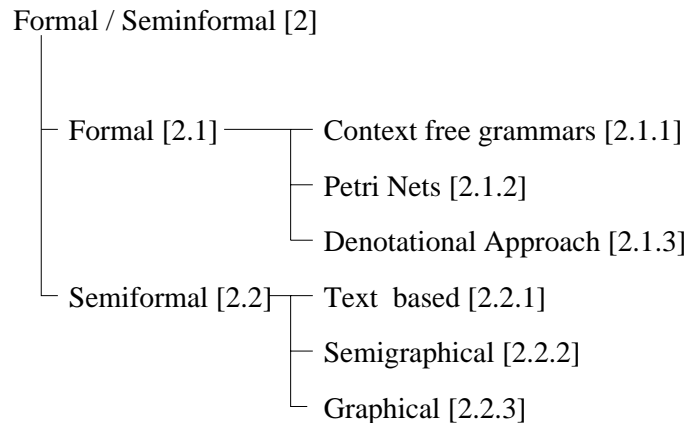 Formal / Seminformal [2]
Formal [2.1]
Context free grammars [2.1.1]
Petri Nets [2.1.2]
Denotational Approach [2.1.3]
Semiformal [2.2]
Text based [2.2.1]
Semigraphical [2.2.2]
Graphical [2.2.3]